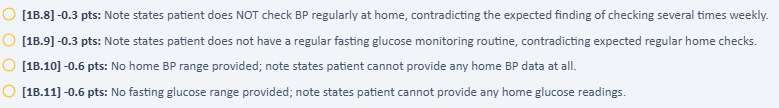 [1B.8] -0.3 pts: Note states patient does NOT check BP regularly at home, contradicting the expected finding of checking several times weekly.
[1B.9] -0.3 pts: Note states patient does not have a regular fasting glucose monitoring routine, contradicting expected regular home checks.
[1B.10] -0.6 pts: No home BP range provided; note states patient cannot provide any home BP data at all.
[1B.11] -0.6 pts: No fasting glucose range provided; note states patient cannot provide any home glucose readings.